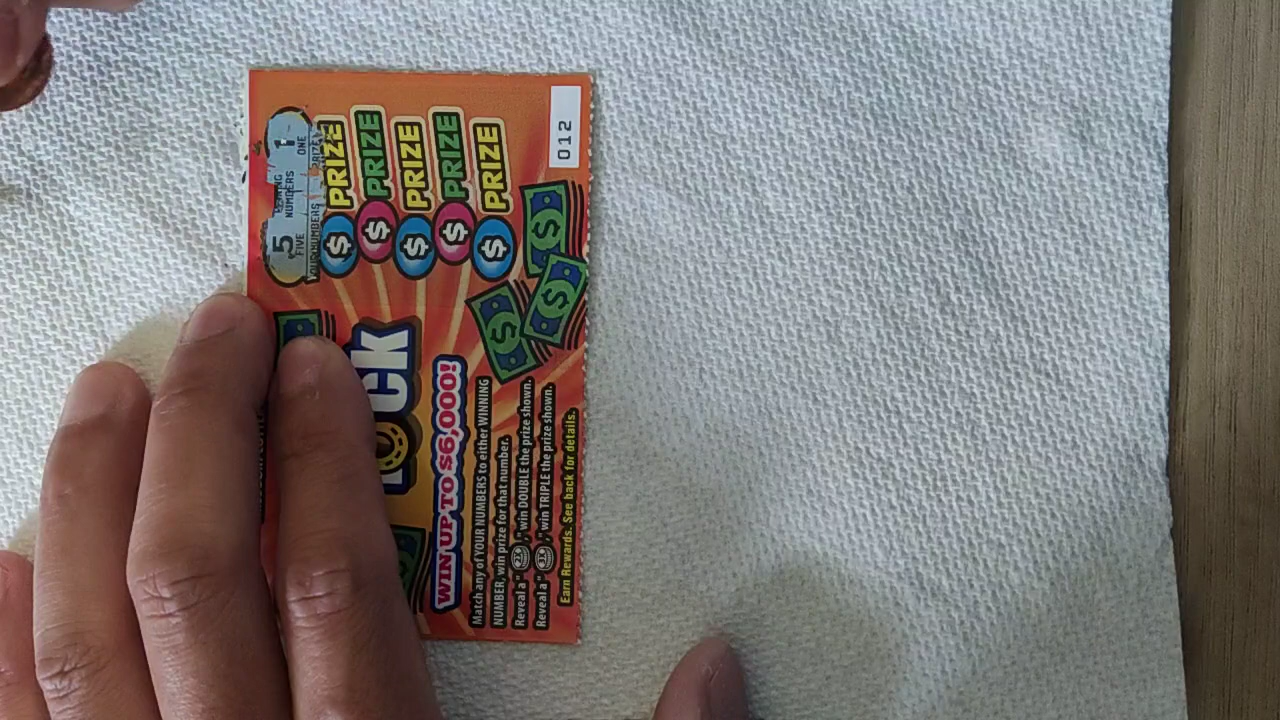 5
FIVE
1
ONE
NUMBERS
YOUR NUMBERS
PRIZE
$ PRIZE
$ PRIZE
$ PRIZE
$ PRIZE
$ PRIZE
012
WIN UP TO $6,000!
Match any of YOUR NUMBERS to either WINNING
NUMBER, win prize for that number.
Reveal a " ," win DOUBLE the prize shown.
Reveal a " ," win TRIPLE the prize shown.
Earn Rewards. See back for details.